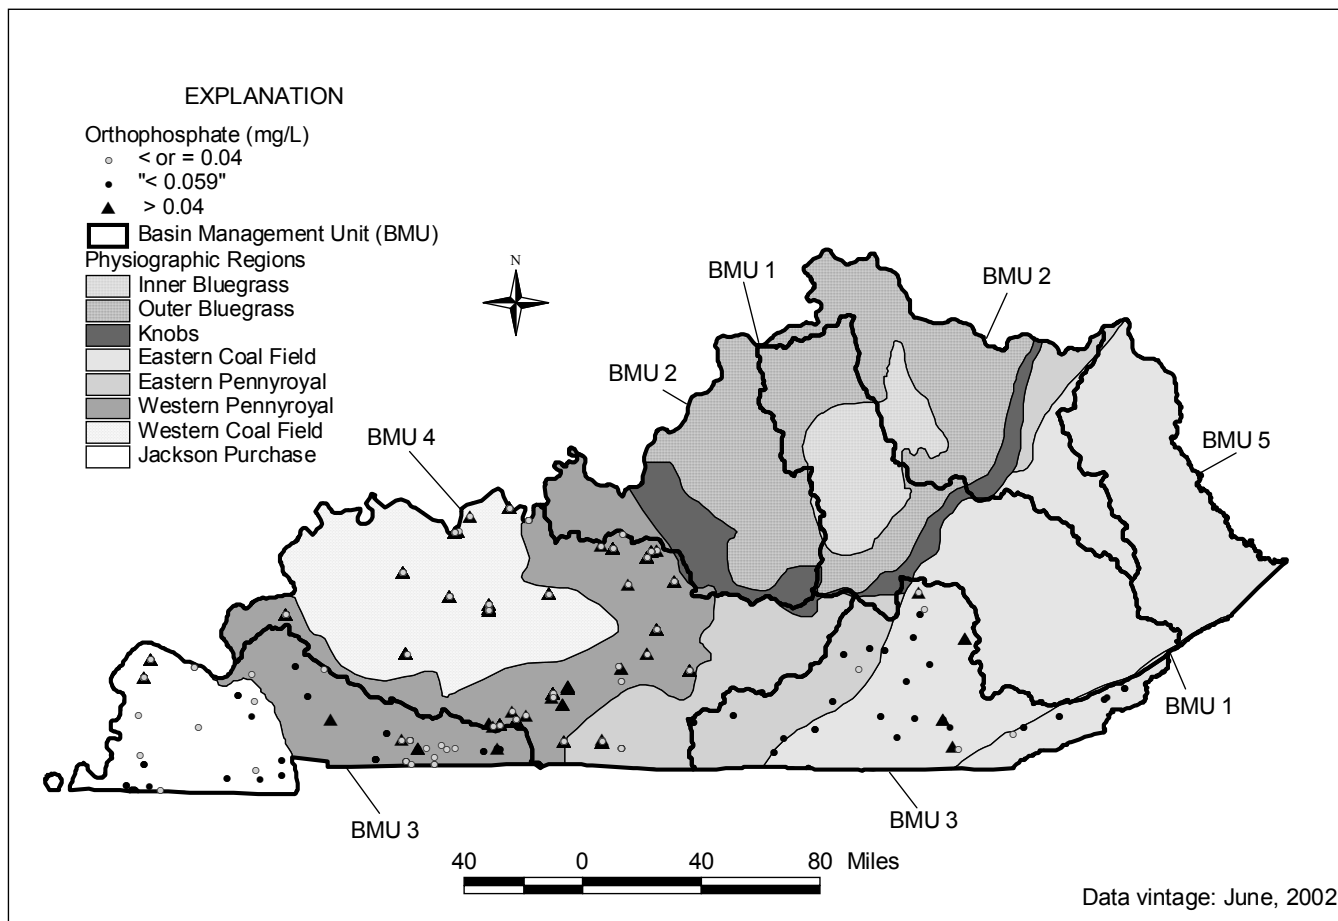 EXPLANATION
Orthophosphate (mg/L)
< or = 0.04
"< 0.059"
> 0.04
Basin Management Unit (BMU)
Physiographic Regions
Inner Bluegrass
Outer Bluegrass
Knobs
Eastern Coal Field
Eastern Pennyroyal
Western Pennyroyal
Western Coal Field
Jackson Purchase
N
BMU 1
BMU 2
BMU 2
BMU 4
BMU 5
BMU 1
BMU 3
BMU 3
40 0 40 80 Miles
Data vintage: June, 2002